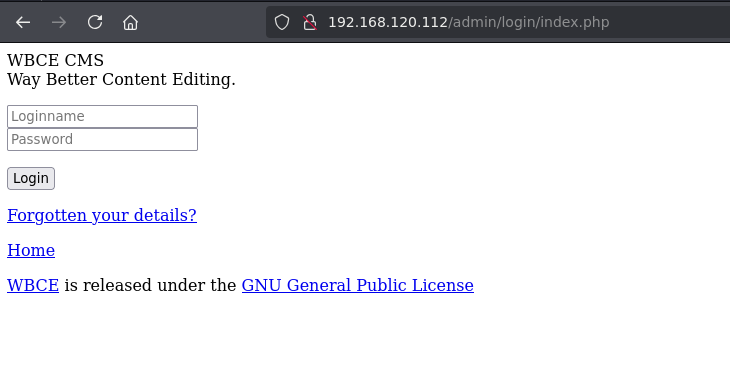 192.168.120.112/admin/login/index.php
WBCE CMS
Way Better Content Editing.
Loginname
Password
Login
Forgotten your details?
Home
WBCE is released under the GNU General Public License